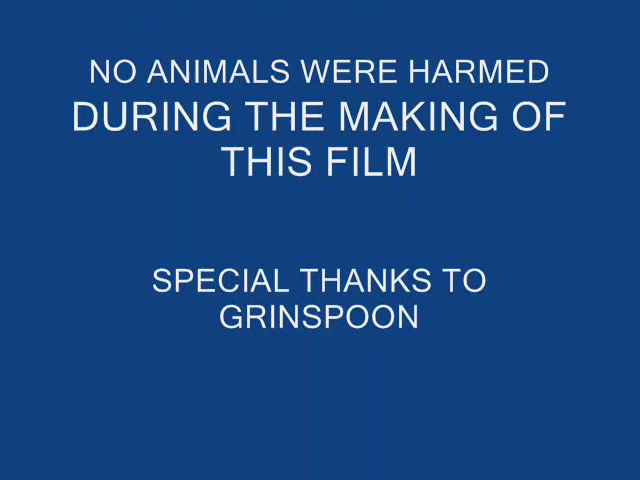 NO ANIMALS WERE HARMED
DURING THE MAKING OF
THIS FILM
SPECIAL THANKS TO
GRINSPOON